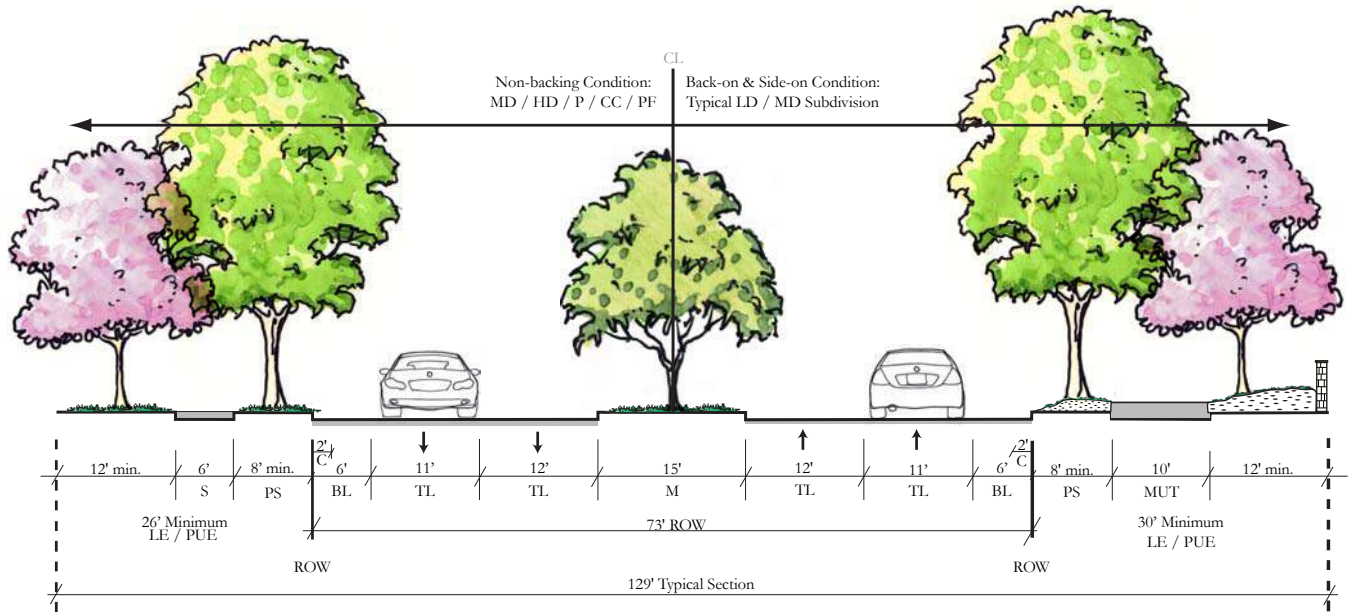 CL
Non-backing Condition:
MD / HD / P / CC / PF
Back-on & Side-on Condition:
Typical LD / MD Subdivision
12' min.
6'
8' min.
2'
C
6'
11'
12'
15'
12'
11'
6'
2'
C
8' min.
10'
12' min.
S
PS
BL
TL
TL
M
TL
TL
BL
PS
MUT
26' Minimum
LE / PUE
73' ROW
30' Minimum
LE / PUE
ROW
ROW
129' Typical Section